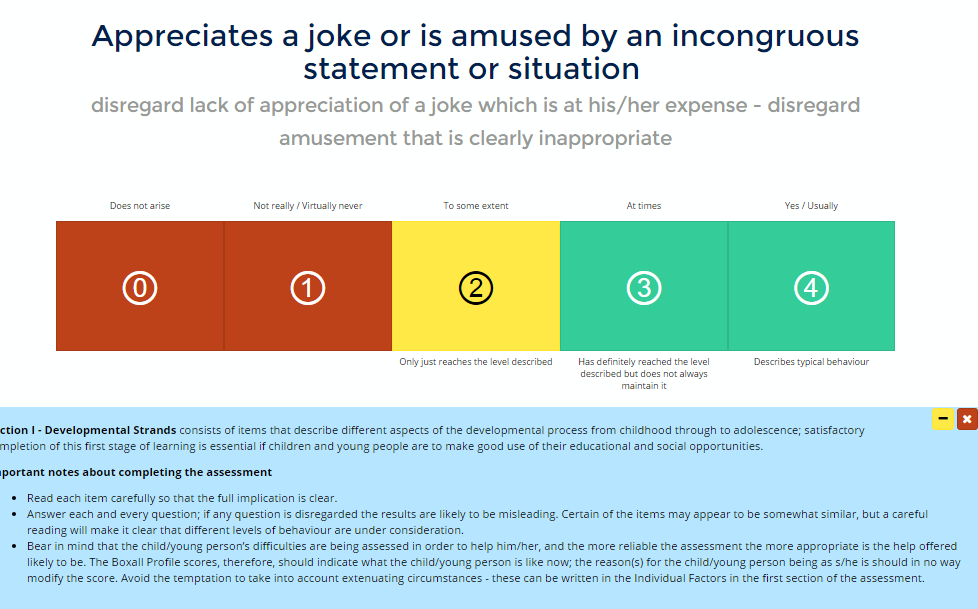 Appreciates a joke or is amused by an incongruous
statement or situation
disregard lack of appreciation of a joke which is at his/her expense - disregard
amusement that is clearly inappropriate
Does not arise
Not really / Virtually never
To some extent
At times
Yes / Usually
0
1
2
3
4
Only just reaches the level described
Has definitely reached the level
described but does not always
maintain it
Describes typical behaviour
ction I - Developmental Strands consists of items that describe different aspects of the developmental process from childhood through to adolescence; satisfactory
mpletion of this first stage of learning is essential if children and young people are to make good use of their educational and social opportunities.
portant notes about completing the assessment
• Read each item carefully so that the full implication is clear.
• Answer each and every question; if any question is disregarded the results are likely to be misleading. Certain of the items may appear to be somewhat similar, but a careful
reading will make it clear that different levels of behaviour are under consideration.
• Bear in mind that the child/young person's difficulties are being assessed in order to help him/her, and the more reliable the assessment the more appropriate is the help offered
likely to be. The Boxall Profile scores, therefore, should indicate what the child/young person is like now; the reason(s) for the child/young person being as s/he is should in no way
modify the score. Avoid the temptation to take into account extenuating circumstances - these can be written in the Individual Factors in the first section of the assessment.